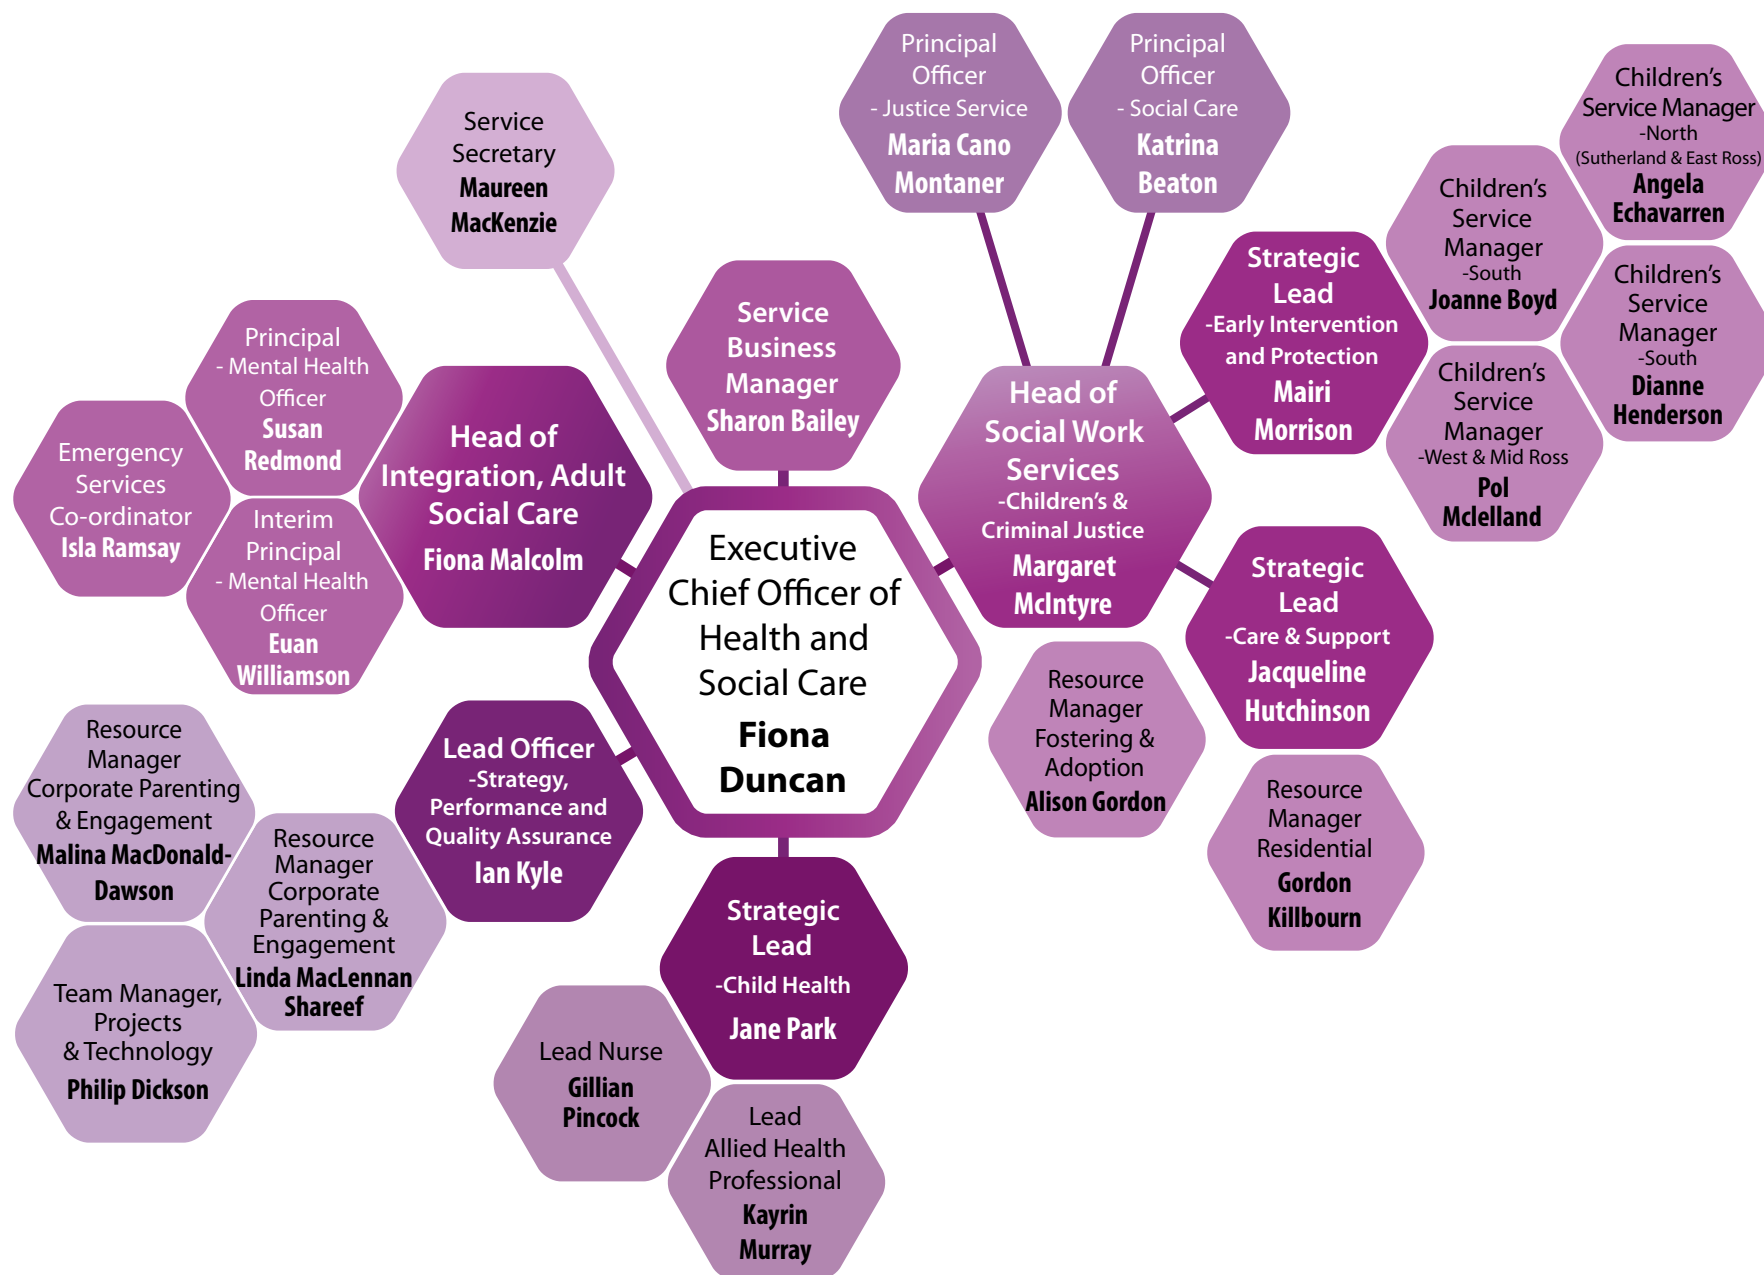 Service
Secretary
Maureen
MacKenzie
Principal
Officer
- Justice Service
Maria Cano
Montaner
Principal
Officer
- Social Care
Katrina
Beaton
Children's
Service Manager
-North
(Sutherland & East Ross)
Angela
Echavarren
Children's
Service
Manager
-South
Joanne Boyd
Children's
Service
Manager
-South
Dianne
Henderson
Children's
Service
Manager
-West & Mid Ross
Pol
Mclelland
Strategic
Lead
-Early Intervention
and Protection
Mairi
Morrison
Service
Business
Manager
Sharon Bailey
Principal
- Mental Health
Officer
Susan
Redmond
Emergency
Services
Co-ordinator
Isla Ramsay
Interim
Principal
- Mental Health
Officer
Euan
Williamson
Head of
Integration, Adult
Social Care
Fiona Malcolm
Head of
Social Work
Services
-Children's &
Criminal Justice
Margaret
McIntyre
Executive
Chief Officer of
Health and
Social Care
Fiona
Duncan
Strategic
Lead
-Care & Support
Jacqueline
Hutchinson
Resource
Manager
Fostering &
Adoption
Alison Gordon
Resource
Manager
Residential
Gordon
Killbourn
Lead Officer
-Strategy,
Performance and
Quality Assurance
Ian Kyle
Resource
Manager
Corporate Parenting
& Engagement
Malina MacDonald-
Dawson
Resource
Manager
Corporate
Parenting &
Engagement
Linda MacLennan
Shareef
Team Manager,
Projects
& Technology
Philip Dickson
Strategic
Lead
-Child Health
Jane Park
Lead Nurse
Gillian
Pincock
Lead
Allied Health
Professional
Kayrin
Murray